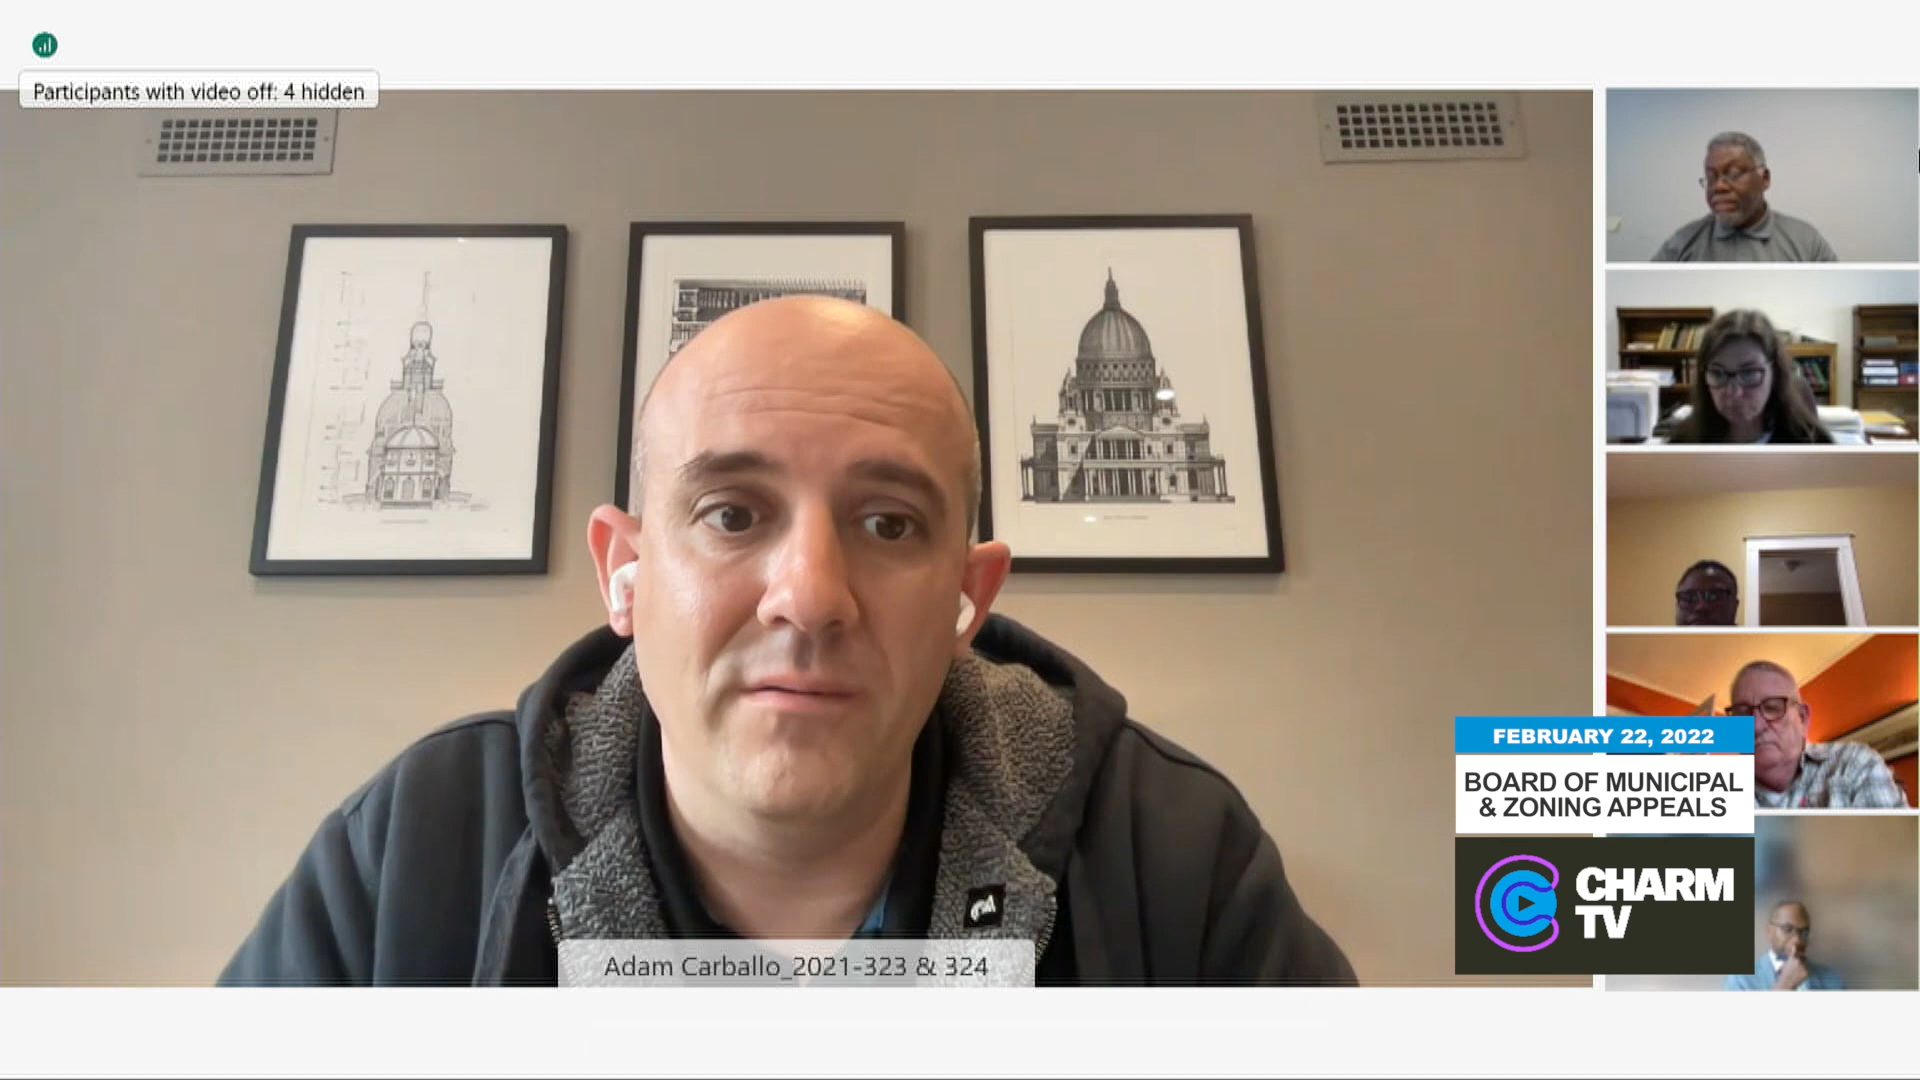 Participants with video off: 4 hidden
FEBRUARY 22, 2022
BOARD OF MUNICIPAL
& ZONING APPEALS
CHARM
TV
Adam Carballo_2021-323 & 324